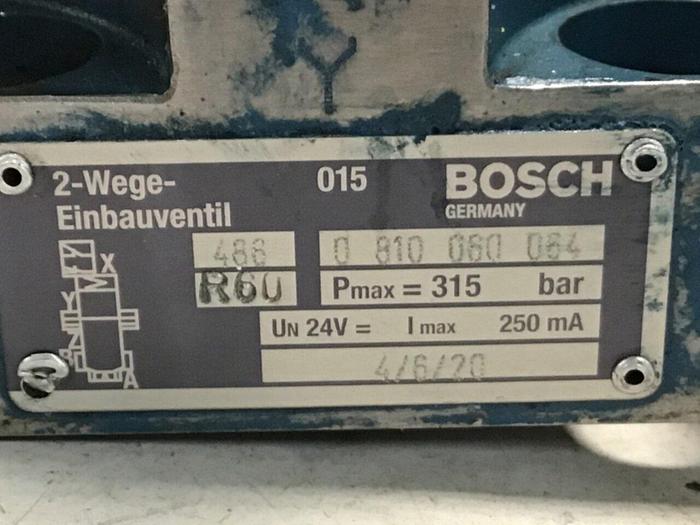 Y
2-Wege-
Einbauventil
015
BOSCH
GERMANY
486
0 810 060 064
R60
Pmax = 315 bar
UN 24V = I max 250 mA
4/6/20
X
Y
B
A